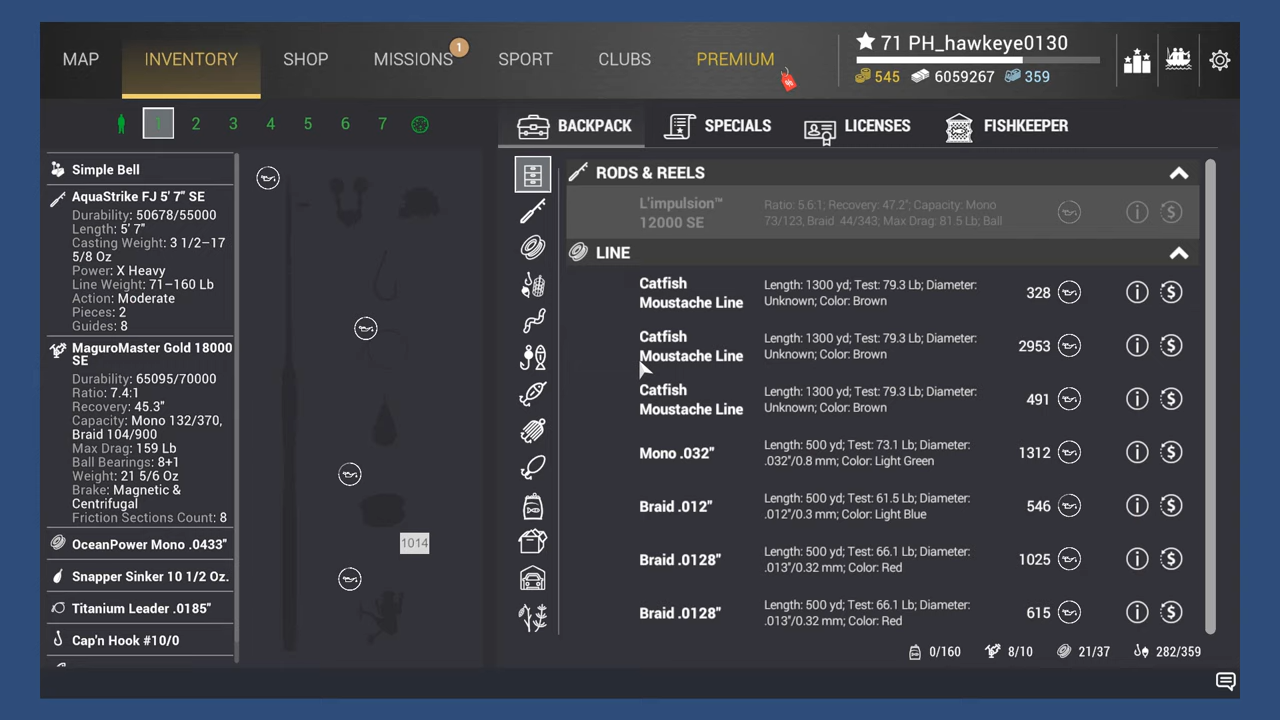 MAP INVENTORY SHOP MISSIONS 1 SPORT CLUBS PREMIUM
71 PH_hawkeye0130
545 6059267 359
1 2 3 4 5 6 7
BACKPACK SPECIALS LICENSES FISHKEEPER
Simple Bell
AquaStrike FJ 5' 7" SE
Durability: 50678/55000
Length: 5' 7"
Casting Weight: 3 1/2–17
5/8 Oz
Power: X Heavy
Line Weight: 71–160 Lb
Action: Moderate
Pieces: 2
Guides: 8
MaguroMaster Gold 18000
SE
Durability: 65095/70000
Ratio: 7.4:1
Recovery: 45.3"
Capacity: Mono 132/370,
Braid 104/900
Max Drag: 159 Lb
Ball Bearings: 8+1
Weight: 21 5/6 Oz
Brake: Magnetic &
Centrifugal
Friction Sections Count: 8
OceanPower Mono .0433"
Snapper Sinker 10 1/2 Oz.
Titanium Leader .0185"
Cap'n Hook #10/0
1014
RODS & REELS
L'impulsion™
12000 SE
Ratio: 5.6:1; Recovery: 47.2"; Capacity: Mono
73/123, Braid 44/343; Max Drag: 81.5 Lb; Ball
LINE
Catfish
Moustache Line
Length: 1300 yd; Test: 79.3 Lb; Diameter:
Unknown; Color: Brown
328
Catfish
Moustache Line
Length: 1300 yd; Test: 79.3 Lb; Diameter:
Unknown; Color: Brown
2953
Catfish
Moustache Line
Length: 1300 yd; Test: 79.3 Lb; Diameter:
Unknown; Color: Brown
491
Mono .032"
Length: 500 yd; Test: 73.1 Lb; Diameter:
.032"/0.8 mm; Color: Light Green
1312
Braid .012"
Length: 500 yd; Test: 61.5 Lb; Diameter:
.012"/0.3 mm; Color: Light Blue
546
Braid .0128"
Length: 500 yd; Test: 66.1 Lb; Diameter:
.013"/0.32 mm; Color: Red
1025
Braid .0128"
Length: 500 yd; Test: 66.1 Lb; Diameter:
.013"/0.32 mm; Color: Red
615
0/160 8/10 21/37 282/359